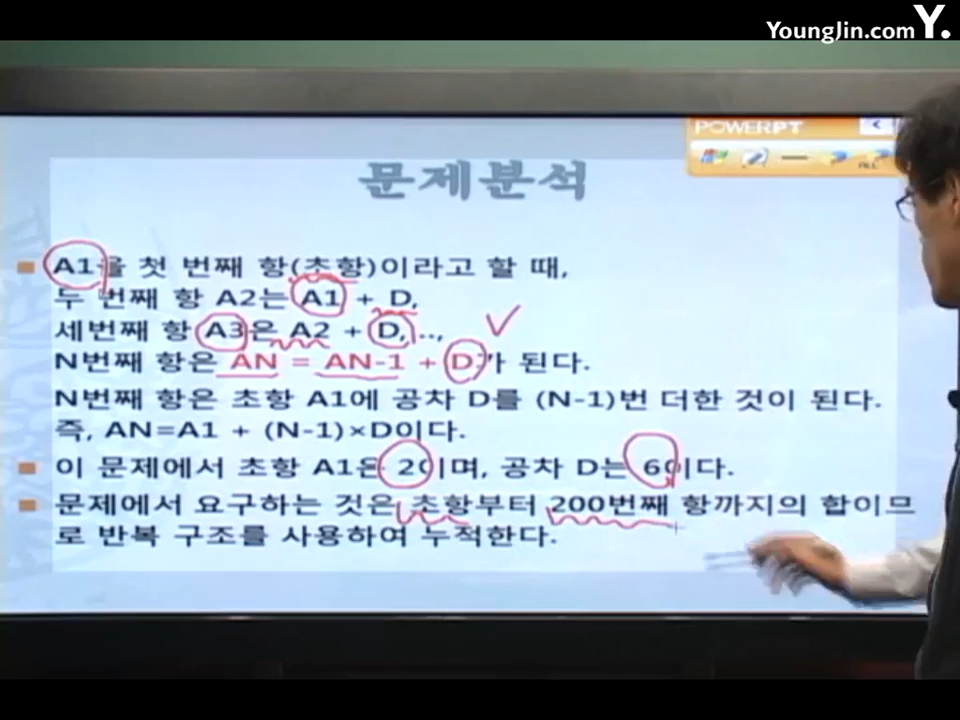 YoungJin.com Y.
POWERPT
ALL
문제분석
A1을 첫 번째 항(초항)이라고 할 때,
두 번째 항 A2는 A1 + D,
세번째 항 A3은 A2 + D, ..,
N번째 항은 AN = AN-1 + D가 된다.
N번째 항은 초항 A1에 공차 D를 (N-1)번 더한 것이 된다.
즉, AN=A1 + (N-1)×D이다.
이 문제에서 초항 A1은 2이며, 공차 D는 6이다.
문제에서 요구하는 것은 초항부터 200번째 항까지의 합이므
로 반복 구조를 사용하여 누적한다.